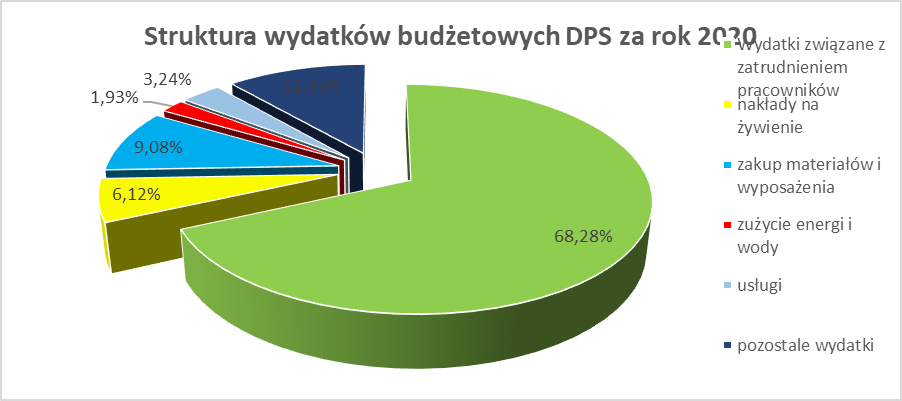 Struktura wydatków budżetowych DPS za rok 2020
Wydatki związane z
zatrudnieniem
pracowników
nakłady na
żywienie
zakup materiałów i
wyposażenia
zużycie energi i
wody
usługi
pozostale wydatki
3,24%
1,93%
9,08%
6,12%
68,28%